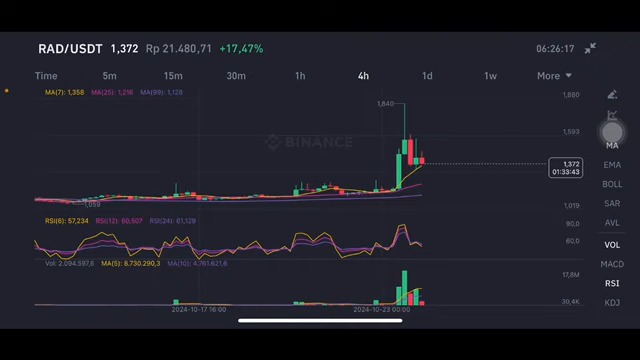 RAD/USDT 1,372 Rp 21.480,71 +17,47% 06:26:17
Time 5m 15m 30m 1h 4h 1d 1w More
MA(7): 1,358 MA(25): 1,216 MA(99): 1,128
1,880
1,840
1,593
BINANCE
MA
1,372
01:33:43
EMA
BOLL
1,059
1,019
SAR
RSI(6): 57,234 RSI(12): 60,507 RSI(24): 61,128
90,0
AVL
60,0
VOL
Vol: 2.094.597,6 MA(5): 8.730.290,3 MA(10): 4.761.621,6
MACD
17,8M
RSI
30,4K
KDJ
2024-10-17 16:00 2024-10-23 00:00